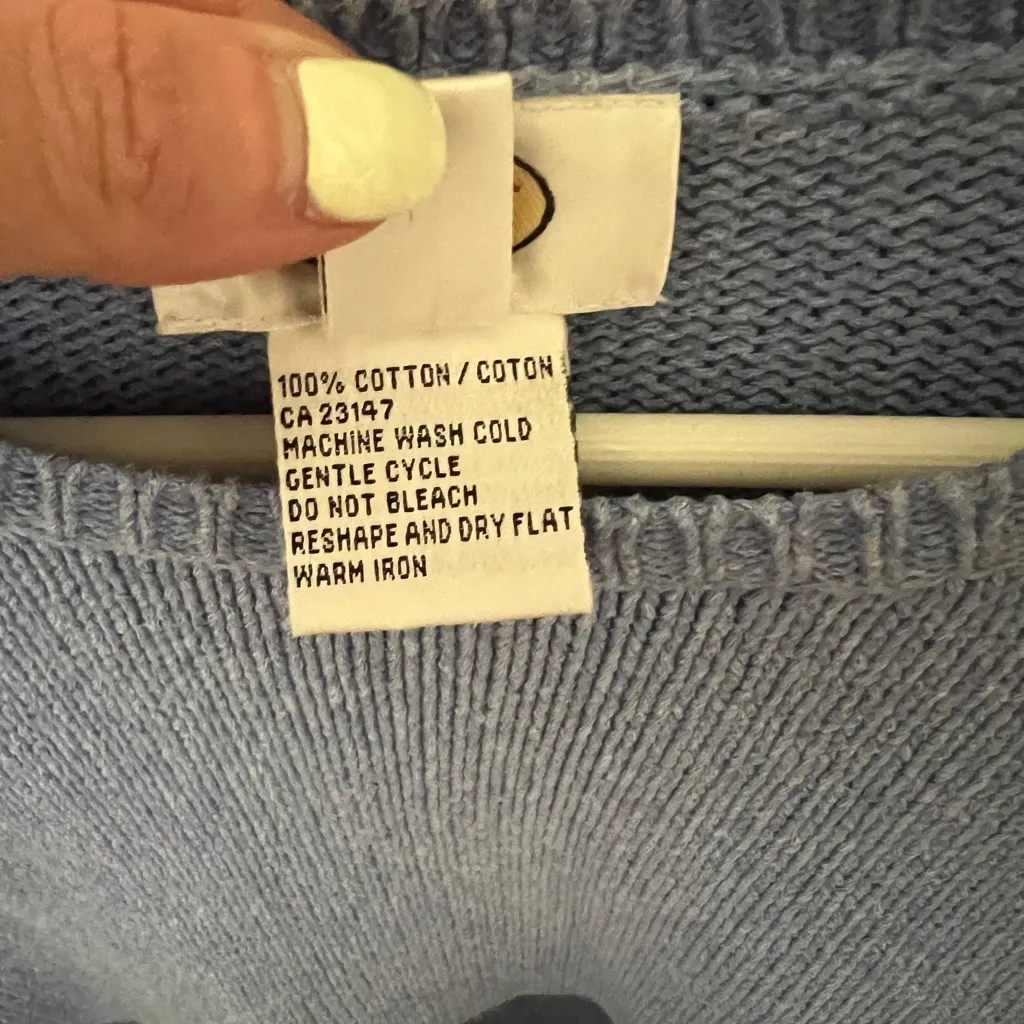 100% COTTON / COTON
CA 23147
MACHINE WASH COLD
GENTLE CYCLE
DO NOT BLEACH
RESHAPE AND DRY FLAT
WARM IRON